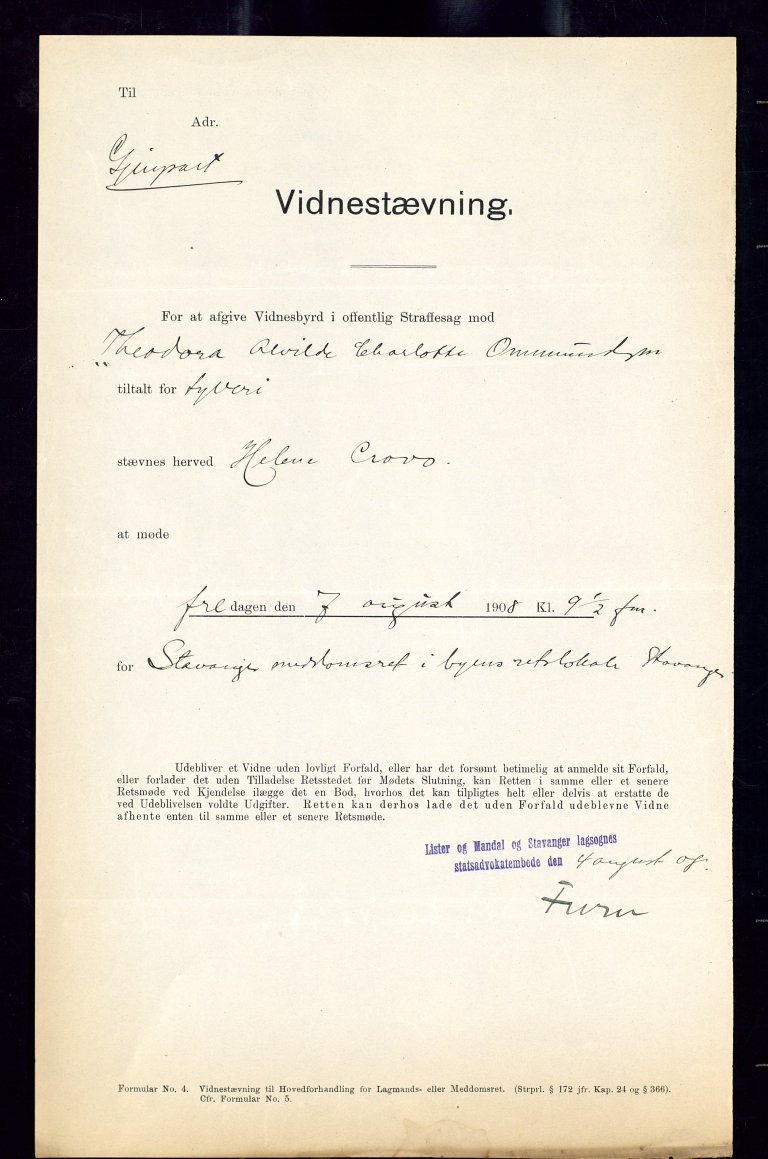 Til
Adr.
Gjenpart
Vidnestævning.
For at afgive Vidnesbyrd i offentlig Straffesag mod
Theodora Alvilde Charlotte Ommundsen
tiltalt for tyveri
stævnes herved Helene Crovo.
at møde
fredagen den 7 august 1908 Kl. 9 1/2 fm.
for Stavanger meddomsret i byens retslokale Stavanger
Udebliver et Vidne uden lovligt Forfald, eller har det forsømt betimelig at anmelde sit Forfald,
eller forlader det uden Tilladelse Retsstedet før Mødets Slutning, kan Retten i samme eller et senere
Retsmøde ved Kjendelse ilægge det en Bod, hvorhos det kan tilpligtes helt eller delvis at erstatte de
ved Udeblivelsen voldte Udgifter. Retten kan derhos lade det uden Forfald udeblevne Vidne
afhente enten til samme eller et senere Retsmøde.
Lister og Mandal og Stavanger lagsognes
statsadvokatembede den 4 august 08.
Formular No. 4. Vidnestævning til Hovedforhandling for Lagmands- eller Meddomsret. (Strprl. § 172 jfr. Kap. 24 og § 366).
Cfr. Formular No. 5.